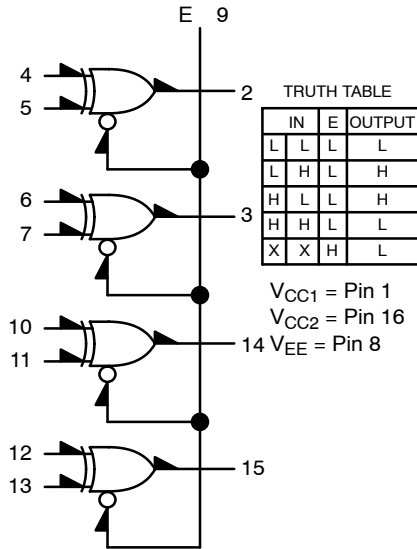 E 9
4
5
2
6
7
3
10
11
14
12
13
15
TRUTH TABLE
IN E OUTPUT
L L L L
L H L H
H L L H
H H L L
X X H L
VCC1 = Pin 1
VCC2 = Pin 16
VEE = Pin 8